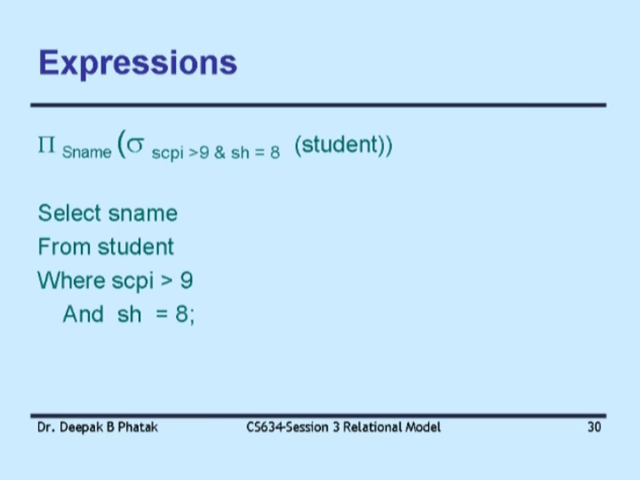 Expressions
Π Sname (σ scpi >9 & sh = 8 (student))
Select sname
From student
Where scpi > 9
And sh = 8;
Dr. Deepak B Phatak CS634-Session 3 Relational Model 30